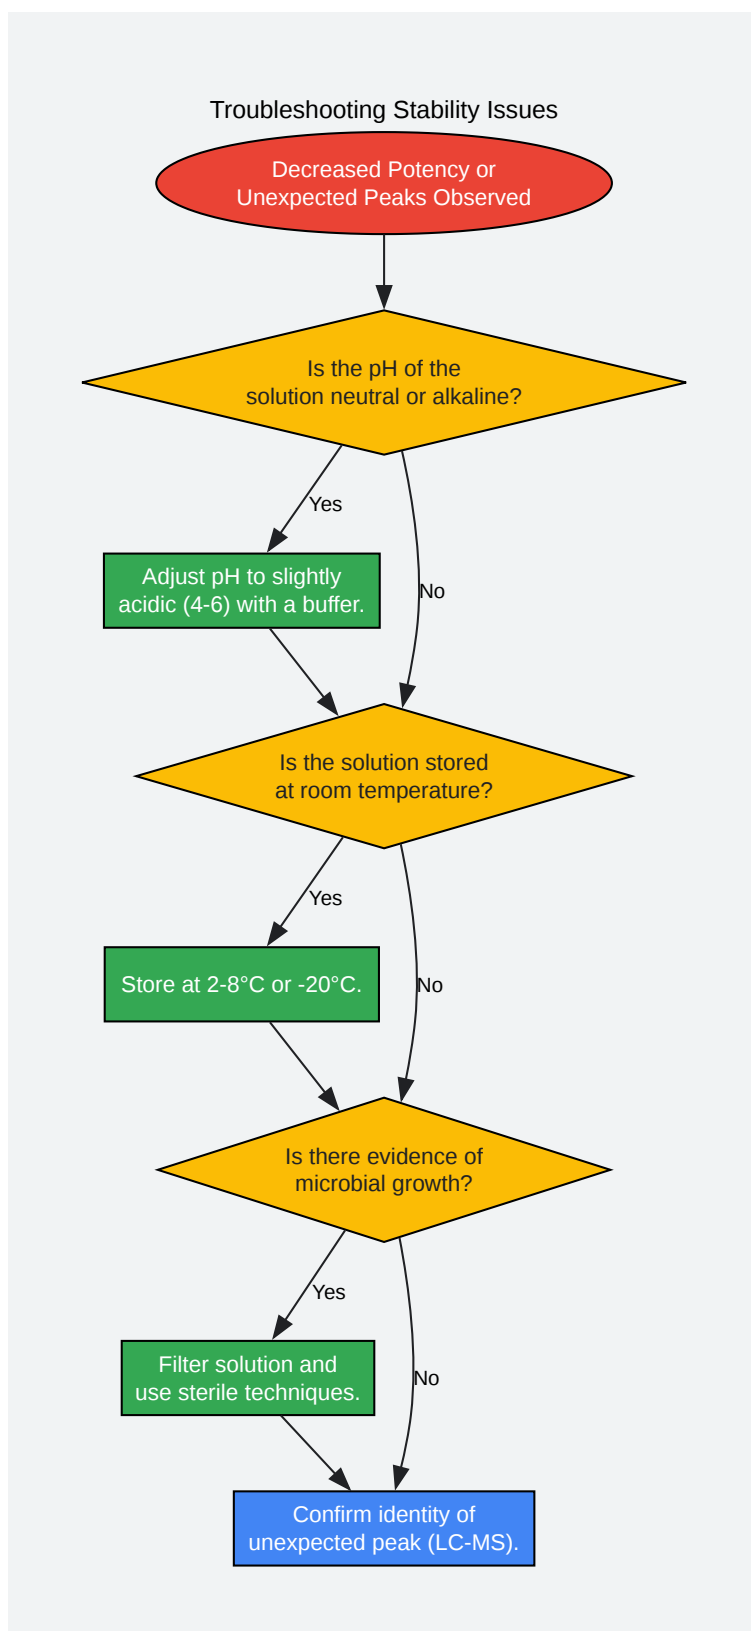 Troubleshooting Stability Issues
Decreased Potency or
Unexpected Peaks Observed
Is the pH of the
solution neutral or alkaline?
Yes
Adjust pH to slightly
acidic (4-6) with a buffer.
No
Is the solution stored
at room temperature?
Yes
Store at 2-8°C or -20°C.
No
Is there evidence of
microbial growth?
Yes
Filter solution and
use sterile techniques.
No
Confirm identity of
unexpected peak (LC-MS).